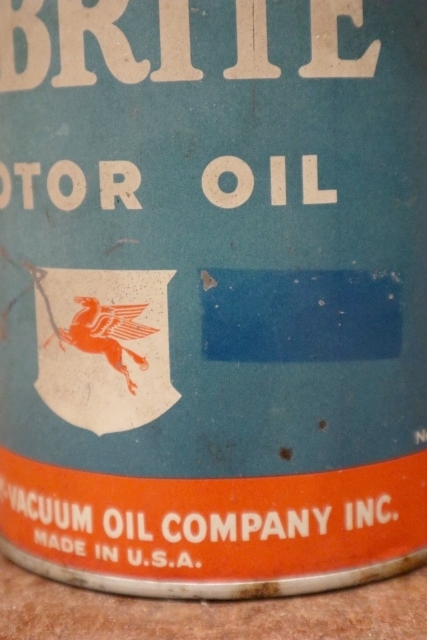 BRITE
OTOR OIL
-VACUUM OIL COMPANY INC.
MADE IN U.S.A.